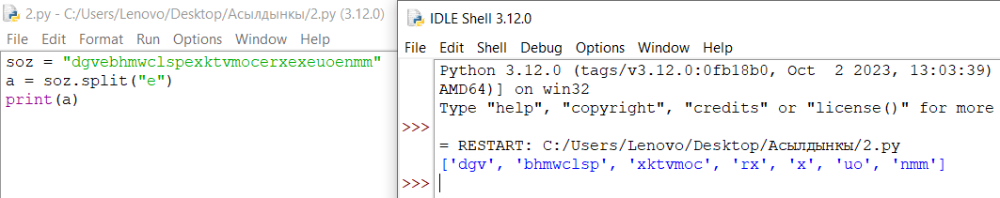 2.py - C:/Users/Lenovo/Desktop/Асылдынкы/2.py (3.12.0)
File Edit Format Run Options Window Help
soz = "dgvebhmwclspexktvmocerxexeuoenmm"
a = soz.split("e")
print(a)
IDLE Shell 3.12.0
File Edit Shell Debug Options Window Help
Python 3.12.0 (tags/v3.12.0:0fb18b0, Oct  2 2023, 13:03:39)
AMD64)] on win32
Type "help", "copyright", "credits" or "license()" for more
>>>
= RESTART: C:/Users/Lenovo/Desktop/Асылдынкы/2.py
['dgv', 'bhmwclsp', 'xktvmoc', 'rx', 'x', 'uo', 'nmm']
>>>